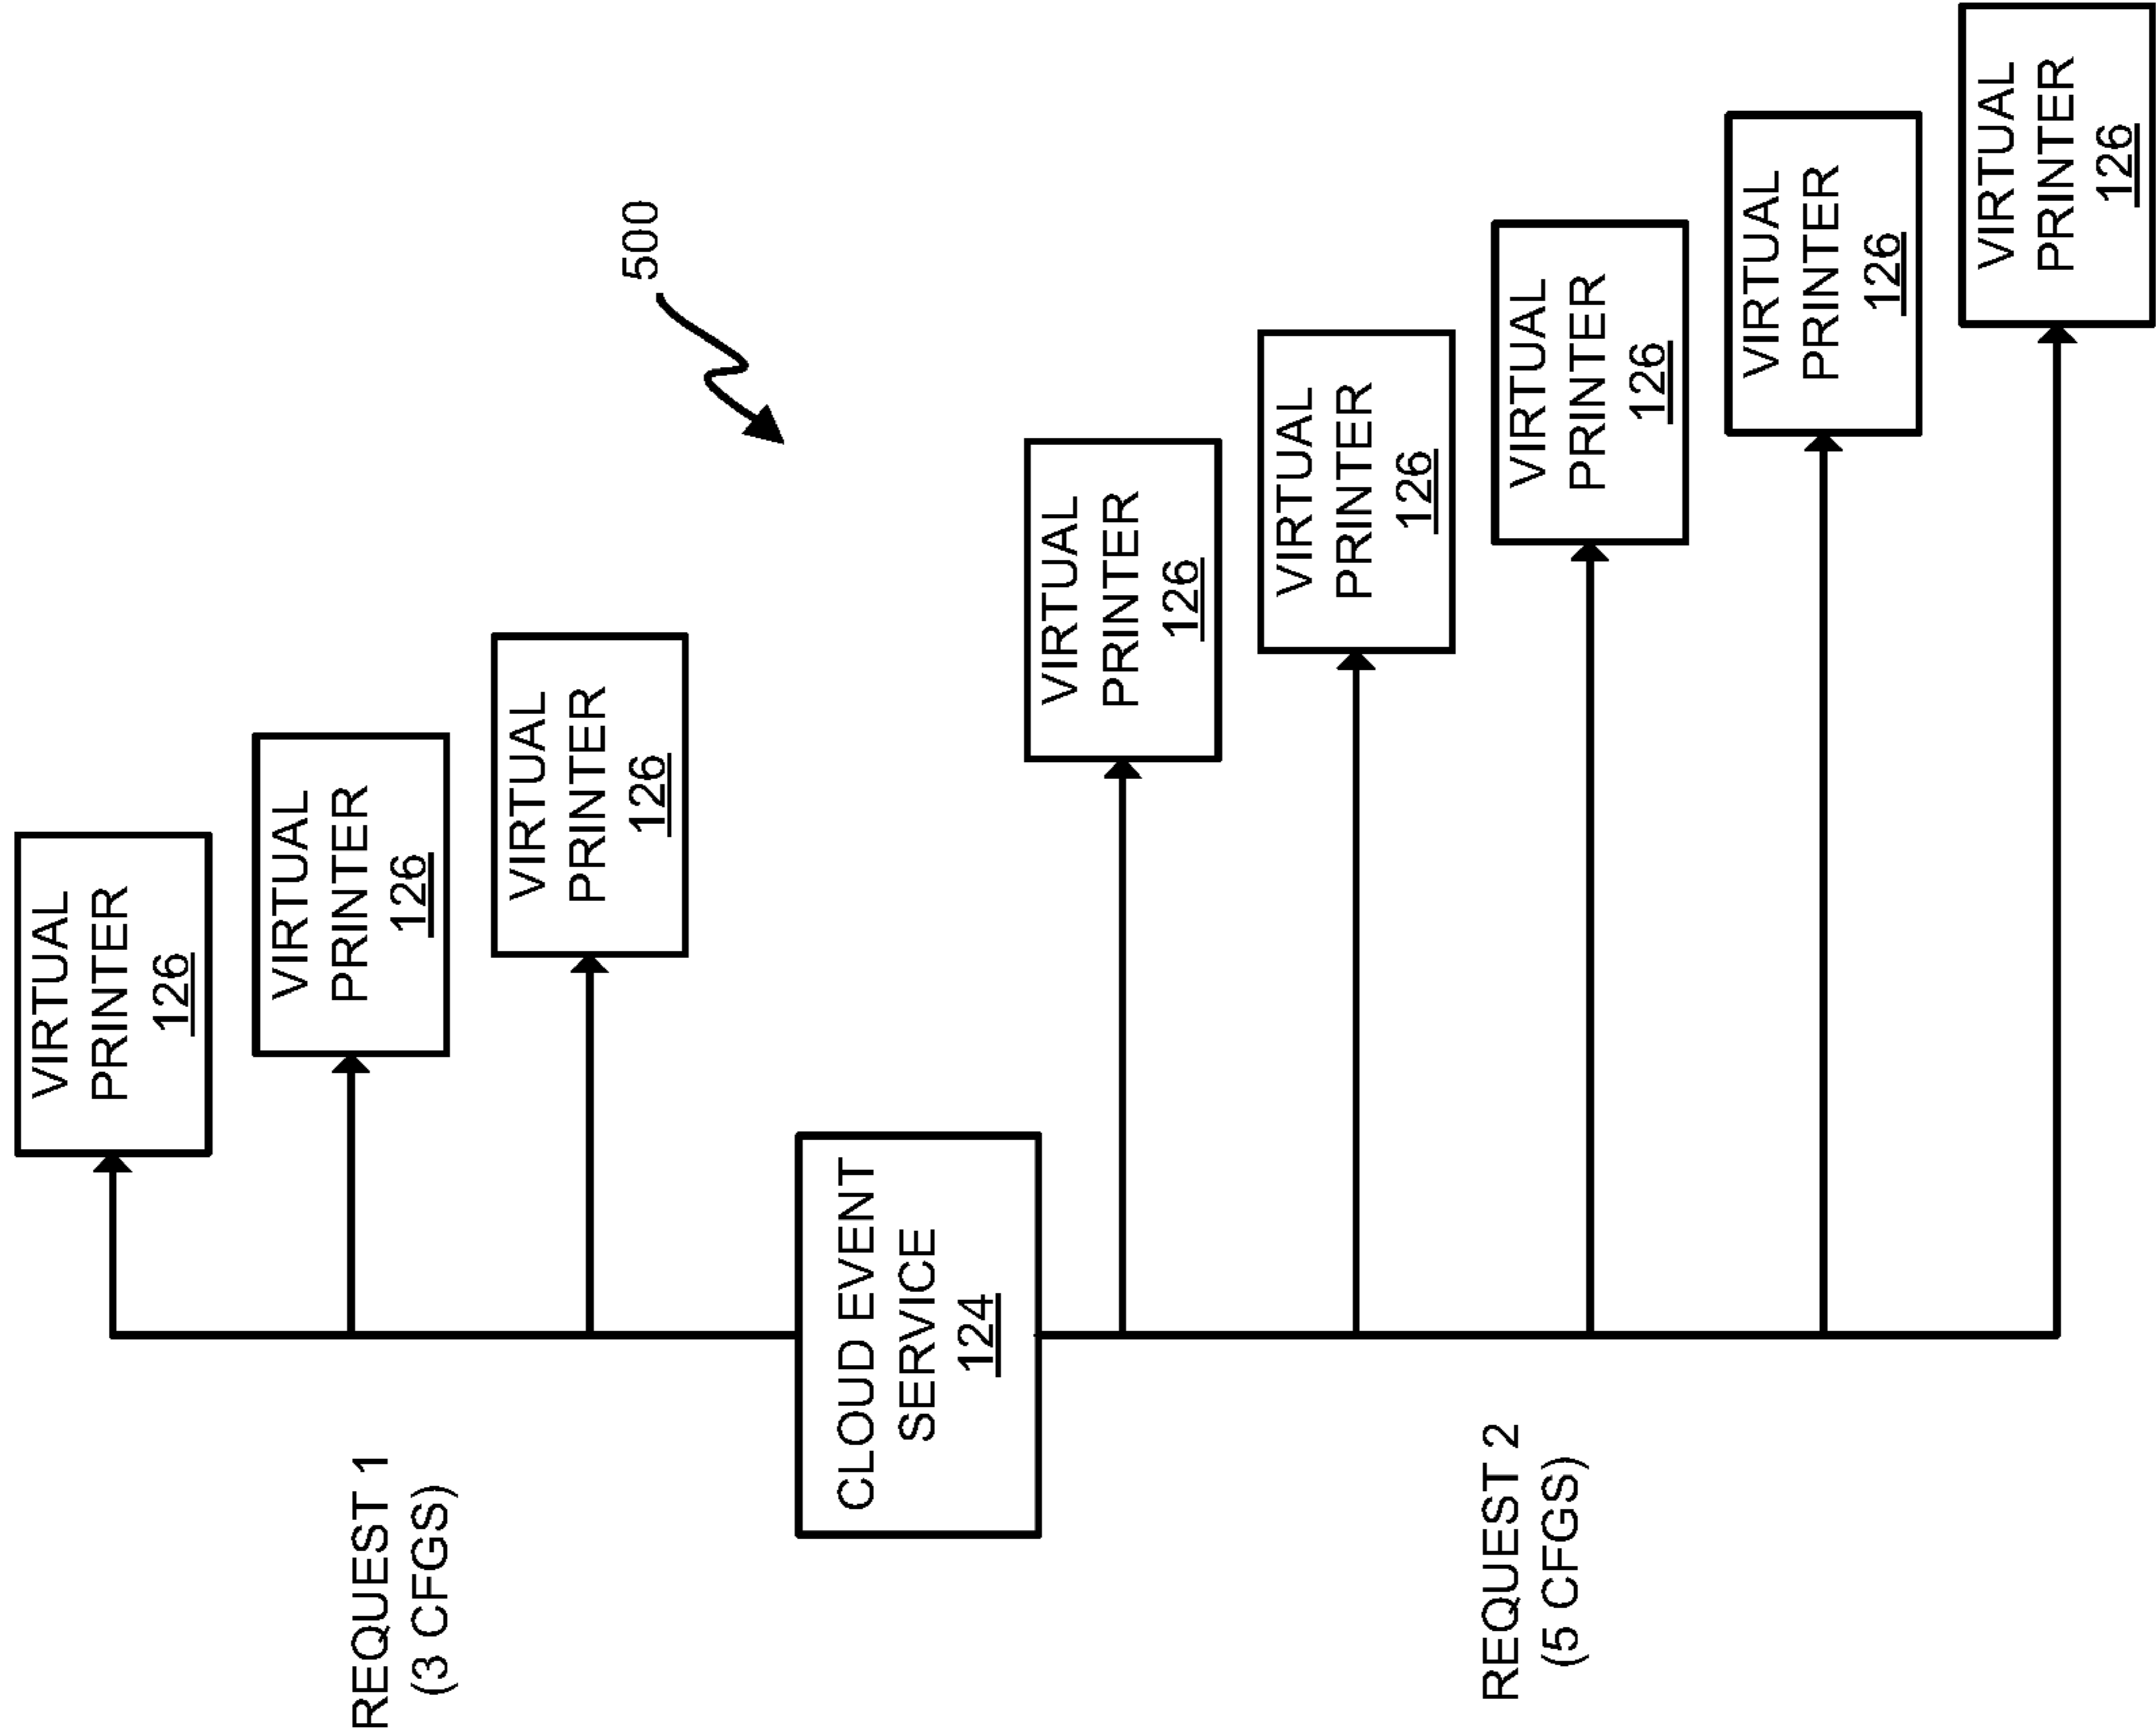 REQUEST 1
(3 CFGS)
VIRTUAL
PRINTER
126
VIRTUAL
PRINTER
126
VIRTUAL
PRINTER
126
500
CLOUD EVENT
SERVICE
124
REQUEST 2
(5 CFGS)
VIRTUAL
PRINTER
126
VIRTUAL
PRINTER
126
VIRTUAL
PRINTER
126
VIRTUAL
PRINTER
126
VIRTUAL
PRINTER
126